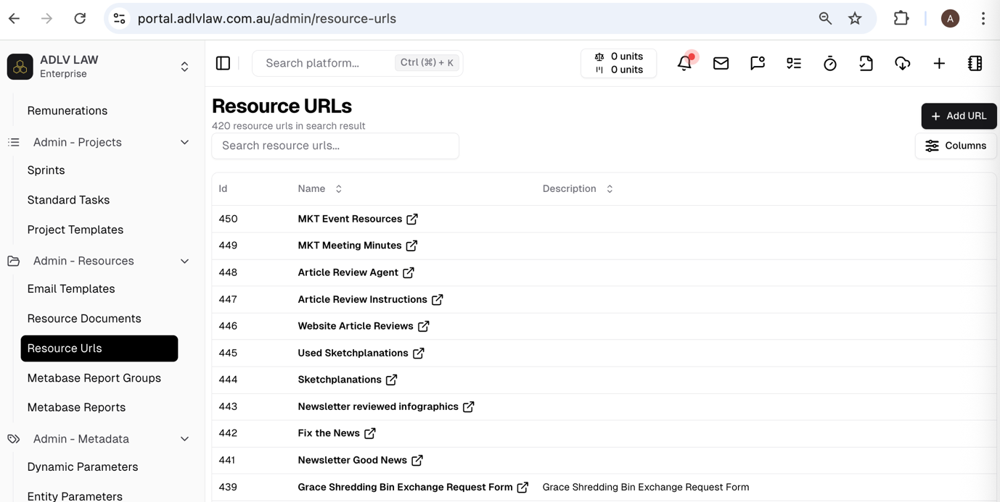 portal.adlvlaw.com.au/admin/resource-urls
A
ADLV LAW
Enterprise
Search platform... Ctrl (⌘) + K
0 units
0 units
Remunerations
Admin - Projects
Sprints
Standard Tasks
Project Templates
Admin - Resources
Email Templates
Resource Documents
Resource Urls
Metabase Report Groups
Metabase Reports
Admin - Metadata
Dynamic Parameters
Entity Parameters
Resource URLs
420 resource urls in search result
Add URL
Search resource urls...
Columns
Id Name Description
450 MKT Event Resources
449 MKT Meeting Minutes
448 Article Review Agent
447 Article Review Instructions
446 Website Article Reviews
445 Used Sketchplanations
444 Sketchplanations
443 Newsletter reviewed infographics
442 Fix the News
441 Newsletter Good News
439 Grace Shredding Bin Exchange Request Form Grace Shredding Bin Exchange Request Form